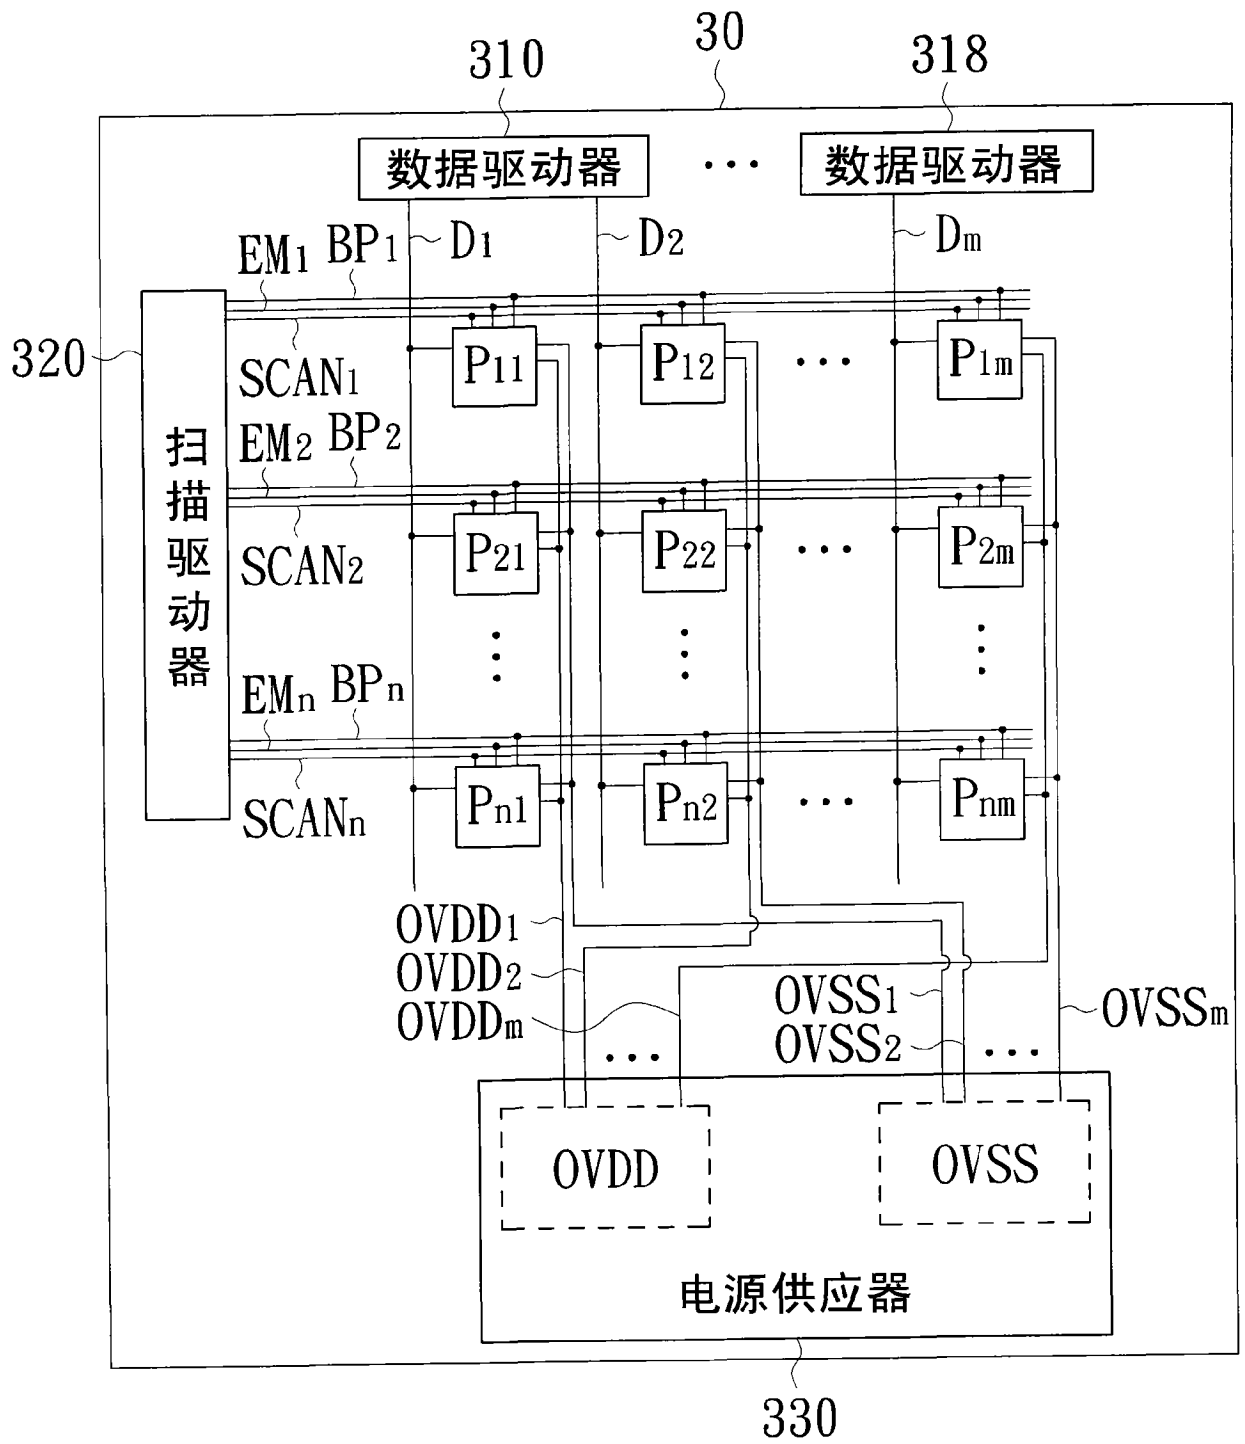 30
310
318
数据驱动器 ... 数据驱动器
EM1 BP1 D1 D2 Dm
320
SCAN1
P11 P12 ... P1m
EM2 BP2
SCAN2
P21 P22 ... P2m
扫描驱动器
EMn BPn
SCANn
Pn1 Pn2 ... Pnm
OVDD1
OVDD2
OVDDm
OVSS1
OVSS2
OVSSm
OVDD OVSS
电源供应器
330